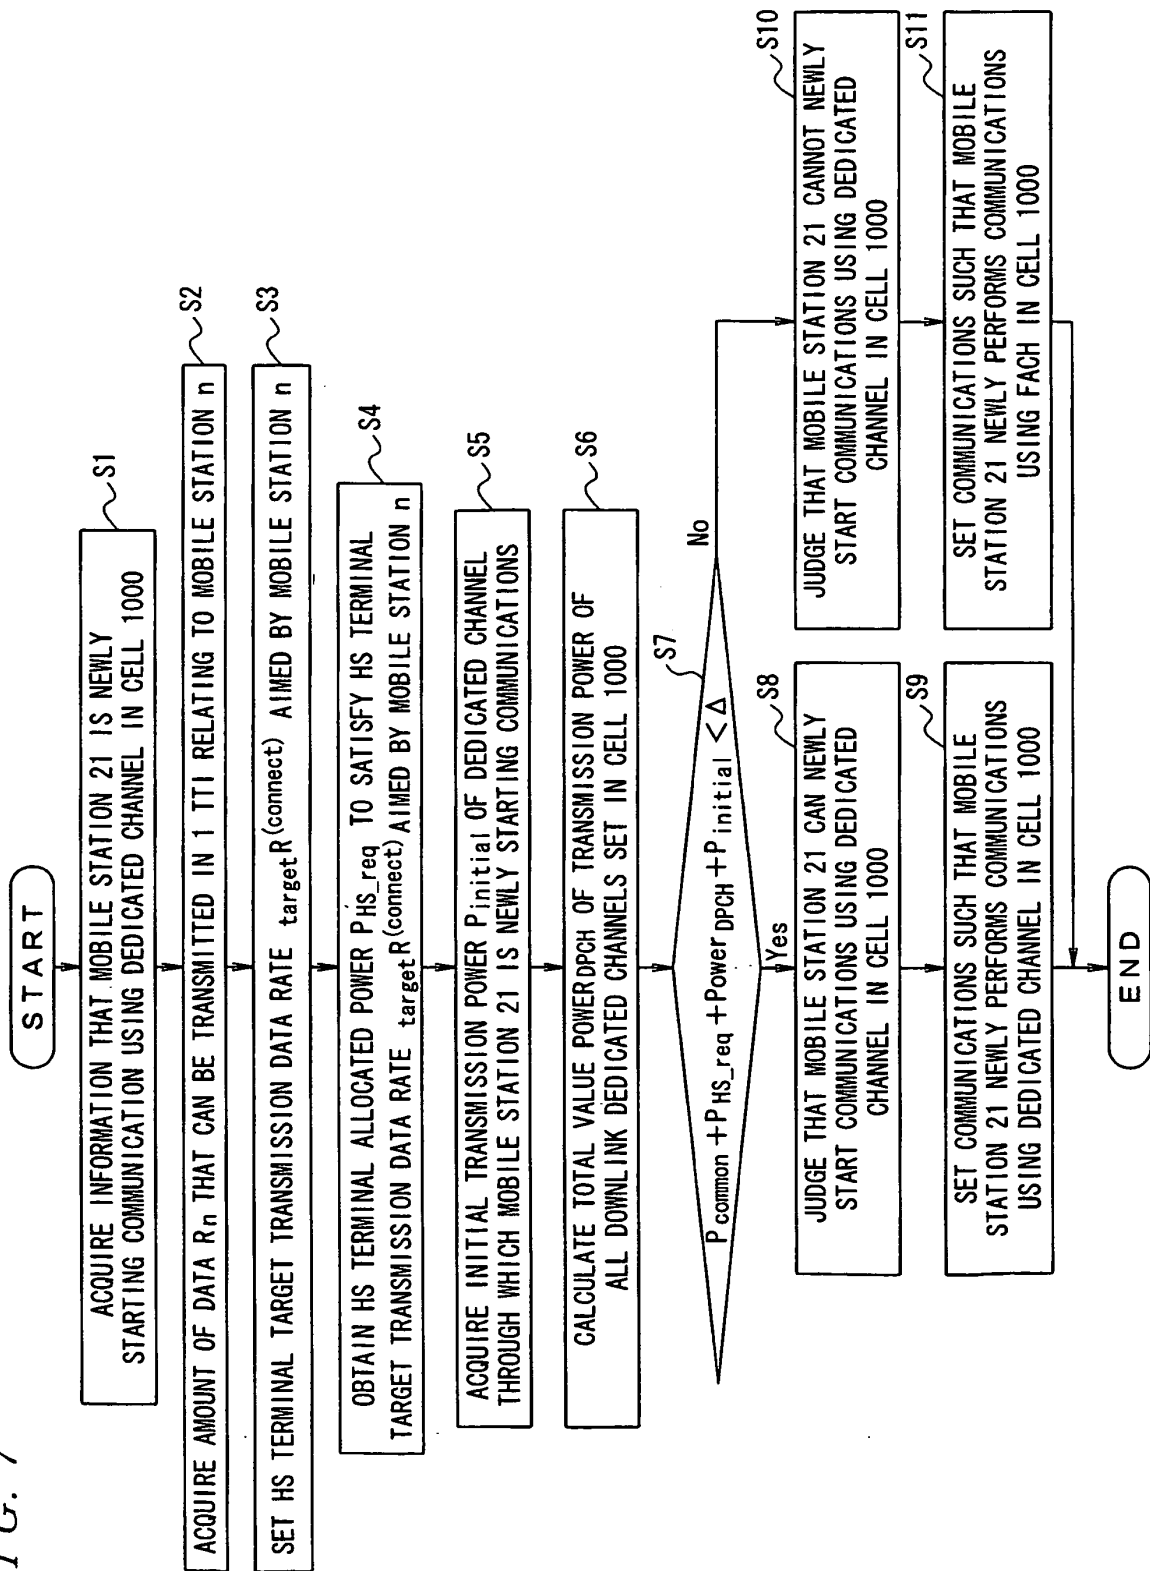 FIG. 7
START
ACQUIRE INFORMATION THAT MOBILE STATION 21 IS NEWLY
STARTING COMMUNICATION USING DEDICATED CHANNEL IN CELL 1000
S1
ACQUIRE AMOUNT OF DATA Rn THAT CAN BE TRANSMITTED IN 1 TTI RELATING TO MOBILE STATION n
S2
SET HS TERMINAL TARGET TRANSMISSION DATA RATE targetR(connect) AIMED BY MOBILE STATION n
S3
OBTAIN HS TERMINAL ALLOCATED POWER P'HS_req TO SATISFY HS TERMINAL
TARGET TRANSMISSION DATA RATE targetR(connect) AIMED BY MOBILE STATION n
S4
ACQUIRE INITIAL TRANSMISSION POWER Pinitial OF DEDICATED CHANNEL
THROUGH WHICH MOBILE STATION 21 IS NEWLY STARTING COMMUNICATIONS
S5
CALCULATE TOTAL VALUE POWERDPCH OF TRANSMISSION POWER OF
ALL DOWNLINK DEDICATED CHANNELS SET IN CELL 1000
S6
Pcommon+PHS_req+PowerDPCH+Pinitial <Δ
S7
No
Yes
JUDGE THAT MOBILE STATION 21 CAN NEWLY
START COMMUNICATIONS USING DEDICATED
CHANNEL IN CELL 1000
S8
SET COMMUNICATIONS SUCH THAT MOBILE
STATION 21 NEWLY PERFORMS COMMUNICATIONS
USING DEDICATED CHANNEL IN CELL 1000
S9
JUDGE THAT MOBILE STATION 21 CANNOT NEWLY
START COMMUNICATIONS USING DEDICATED
CHANNEL IN CELL 1000
S10
SET COMMUNICATIONS SUCH THAT MOBILE
STATION 21 NEWLY PERFORMS COMMUNICATIONS
USING FACH IN CELL 1000
S11
END